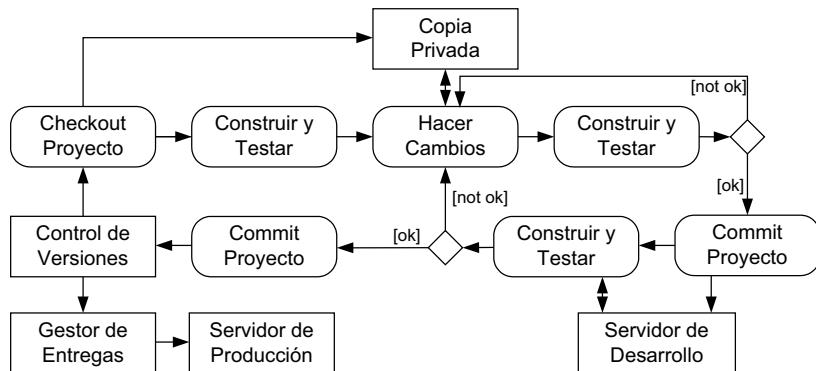 Copia
Privada
[not ok]
Checkout
Proyecto
Construir y
Testar
Hacer
Cambios
Construir y
Testar
[ok]
[not ok]
Control de
Versiones
Commit
Proyecto
[ok]
Construir y
Testar
Commit
Proyecto
Gestor de
Entregas
Servidor de
Producción
Servidor de
Desarrollo